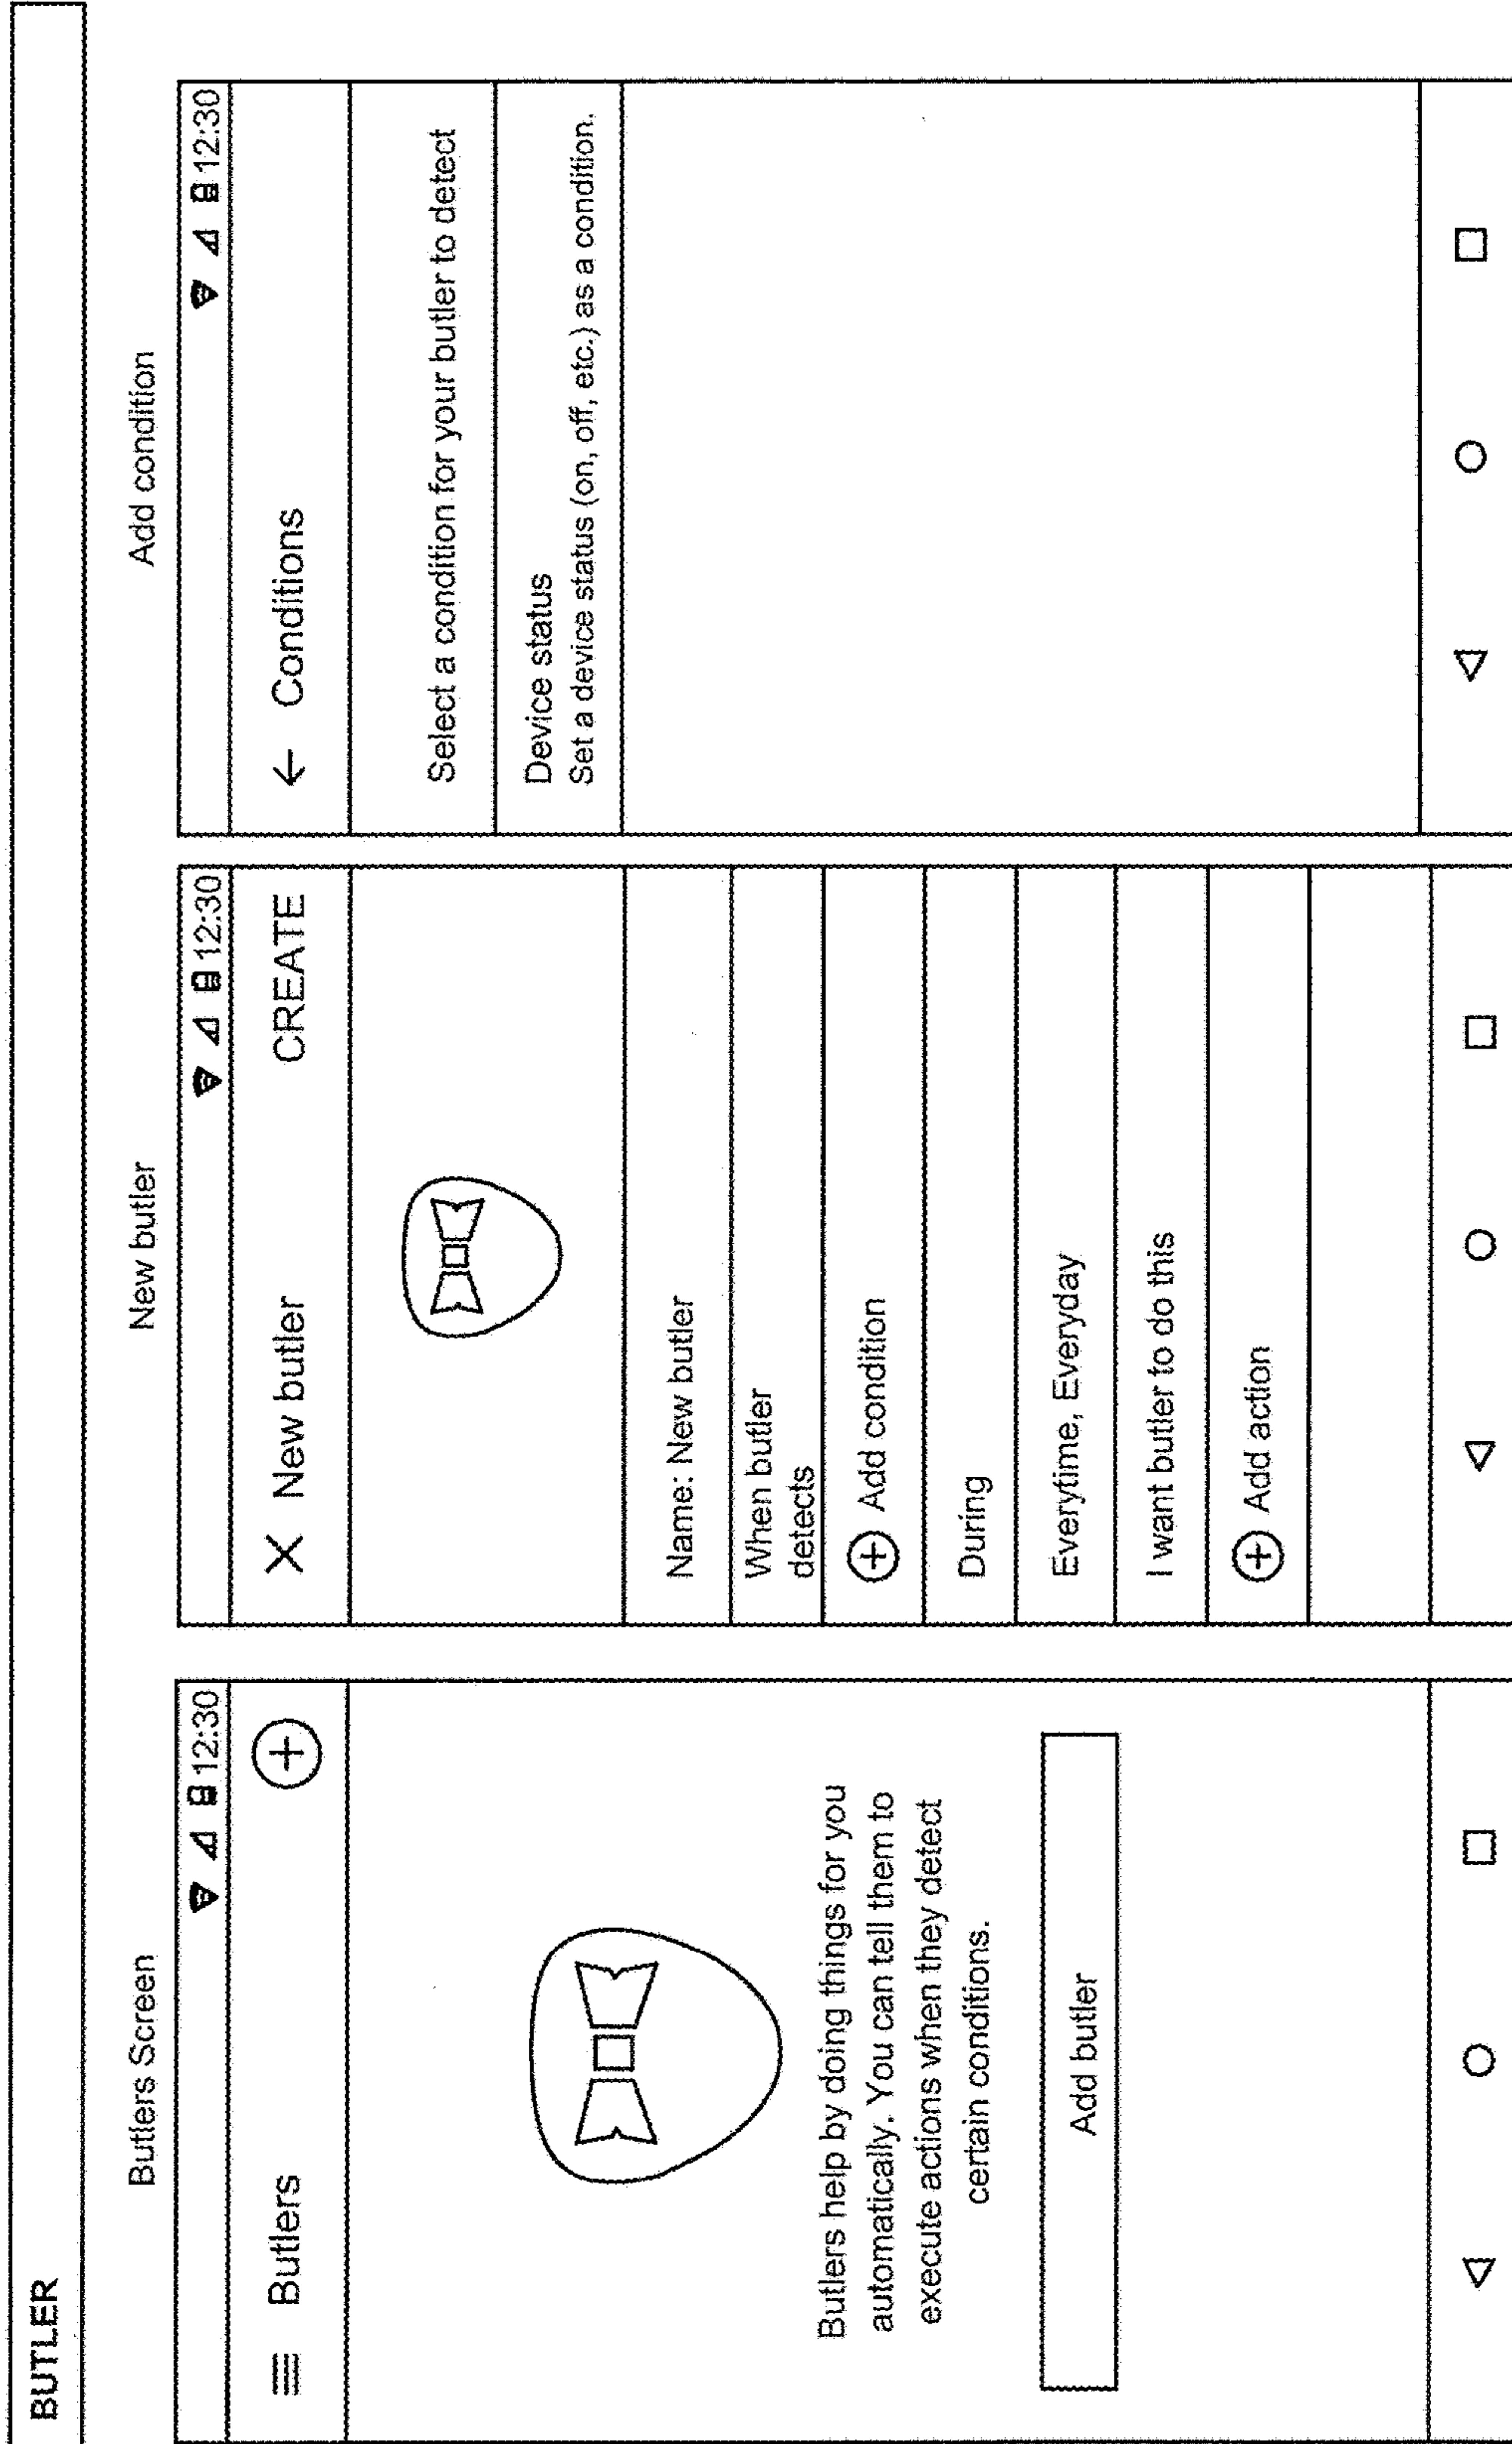 BUTLER
Butlers Screen
12:30
Butlers
Butlers help by doing things for you
automatically. You can tell them to
execute actions when they detect
certain conditions.
Add butler
New butler
12:30
New butler
CREATE
Name: New butler
When butler
detects
Add condition
During
Everytime, Everyday
I want butler to do this
Add action
Add condition
12:30
Conditions
Select a condition for your butler to detect
Device status
Set a device status (on, off, etc.) as a condition.